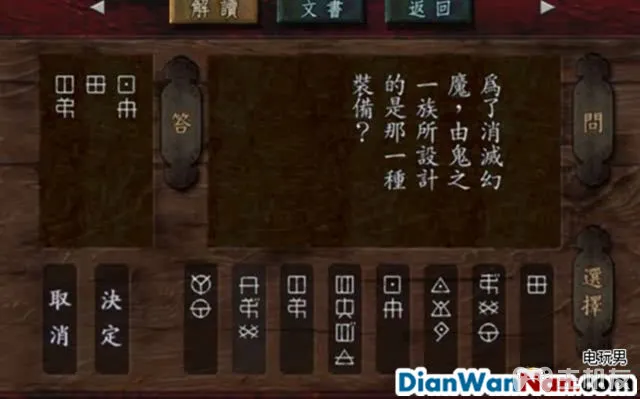 解讀
文書
返回
問
為了消滅幻
魔，由鬼之
一族所設計
的是那一種
裝備？
答
選擇
決定
取消
电玩男
DianWanNan.com